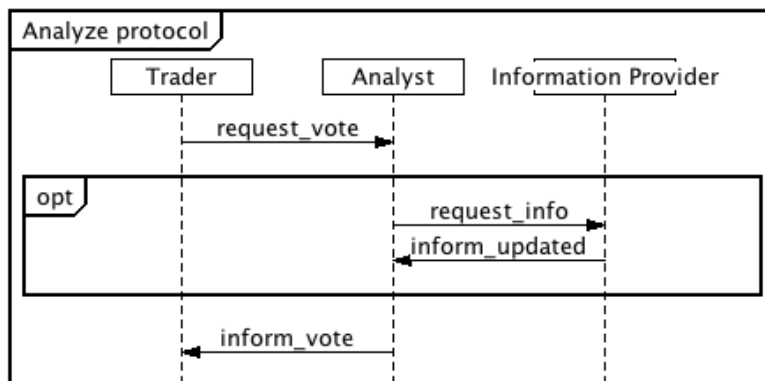 Analyze protocol
Trader Analyst Information Provider
request_vote
opt
request_info
inform_updated
inform_vote